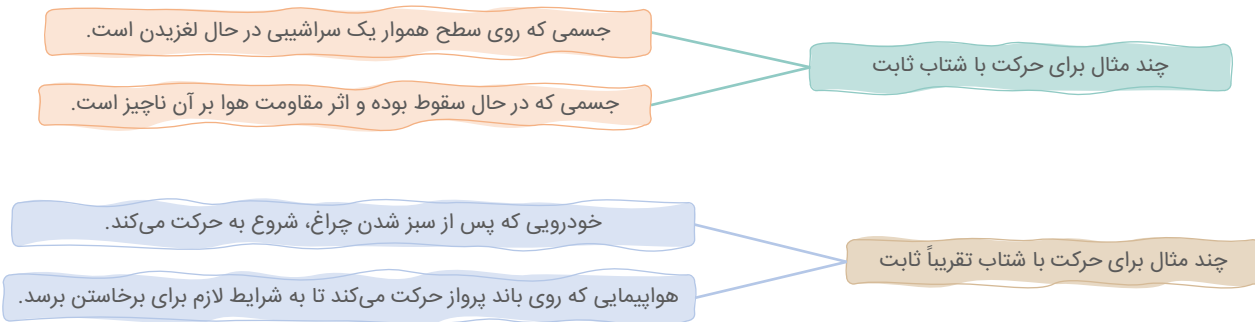 چند مثال برای حرکت با شتاب ثابت
جسمی که روی سطح هموار یک سراشیبی در حال لغزیدن است.
جسمی که در حال سقوط بوده و اثر مقاومت هوا بر آن ناچیز است.
چند مثال برای حرکت با شتاب تقریباً ثابت
خودرویی که پس از سبز شدن چراغ، شروع به حرکت می‌کند.
هواپیمایی که روی باند پرواز حرکت می‌کند تا به شرایط لازم برای برخاستن برسد.